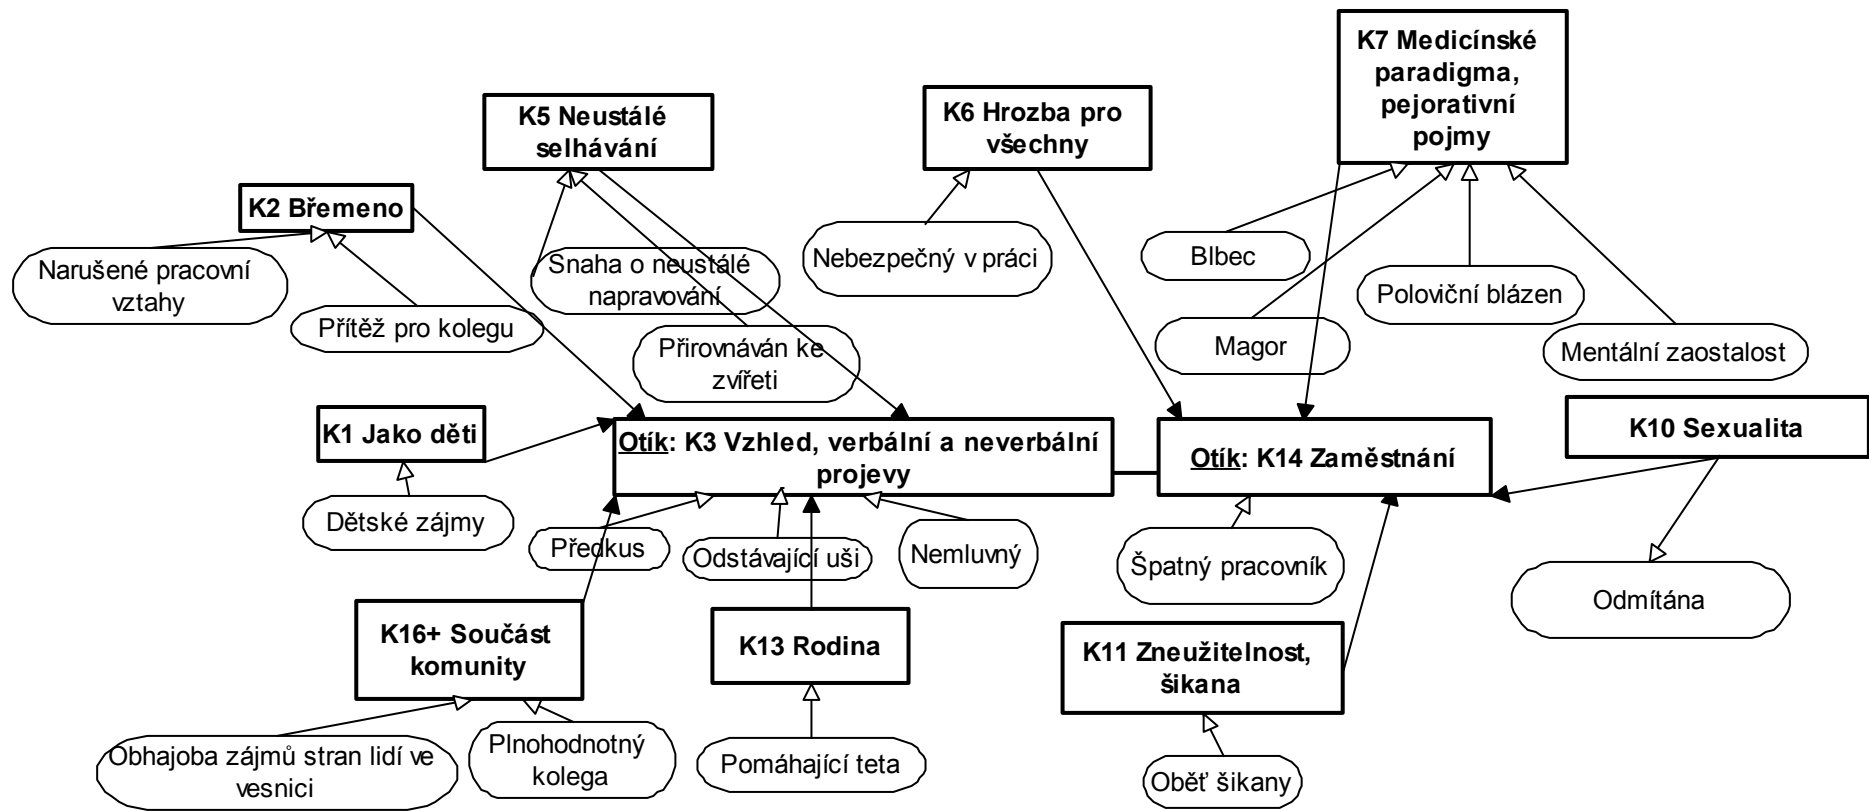 K7 Medicínské
paradigma,
pejorativní
pojmy
K5 Neustálé
selhávání
K6 Hrozba pro
všechny
K2 Břemeno
Narušené pracovní
vztahy
Přítěž pro kolegu
Snaha o neustálé
napravování
Přirovnáván ke
zvířeti
Nebezpečný v práci
Blbec
Magor
Poloviční blázen
Mentální zaostalost
K1 Jako děti
Otík: K3 Vzhled, verbální a neverbální
projevy
Otík: K14 Zaměstnání
K10 Sexualita
Dětské zájmy
Předkus
Odstávající uši
Nemluvný
Špatný pracovník
Odmítána
K16+ Součást
komunity
K13 Rodina
K11 Zneužitelnost,
šikana
Obhajoba zájmů stran lidí ve
vesnici
Plnohodnotný
kolega
Pomáhající teta
Oběť šikany